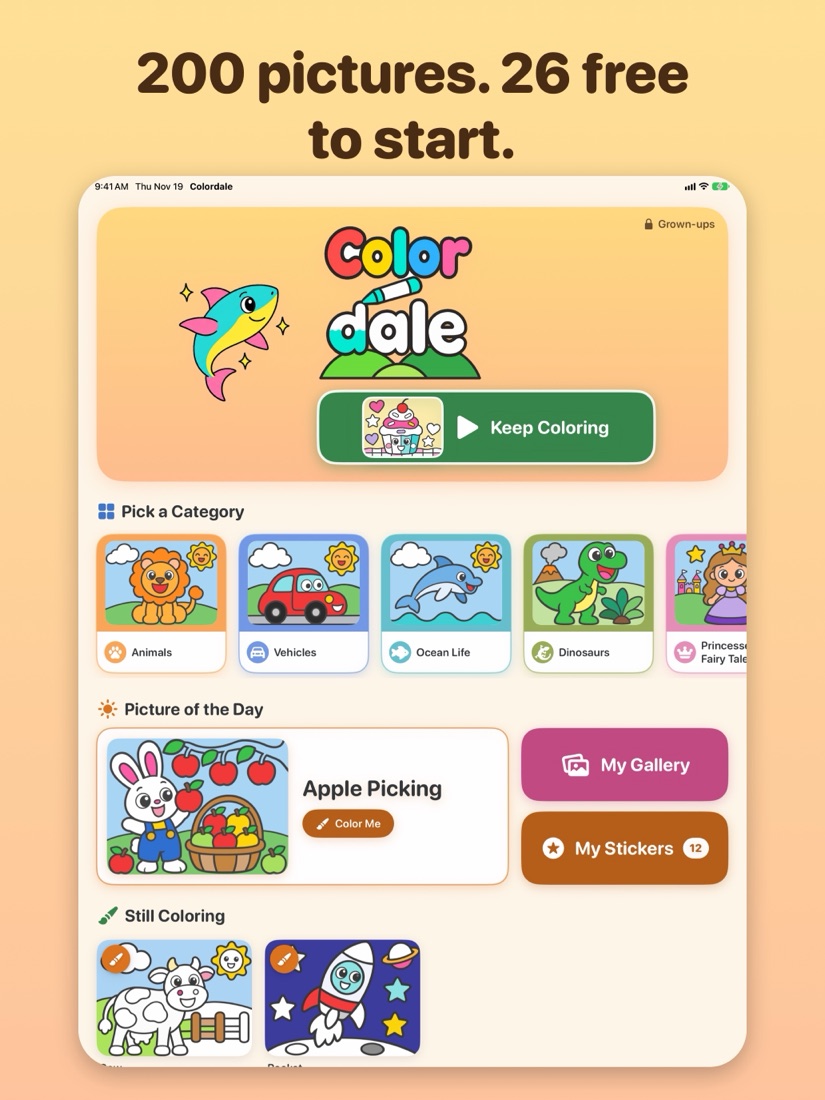 200 pictures. 26 free
to start.
9:41 AM Thu Nov 19 Colordale
Grown-ups
Color
dale
Keep Coloring
Pick a Category
Animals
Vehicles
Ocean Life
Dinosaurs
Fairy Tale
Picture of the Day
Apple Picking
Color Me
My Gallery
My Stickers 12
Still Coloring